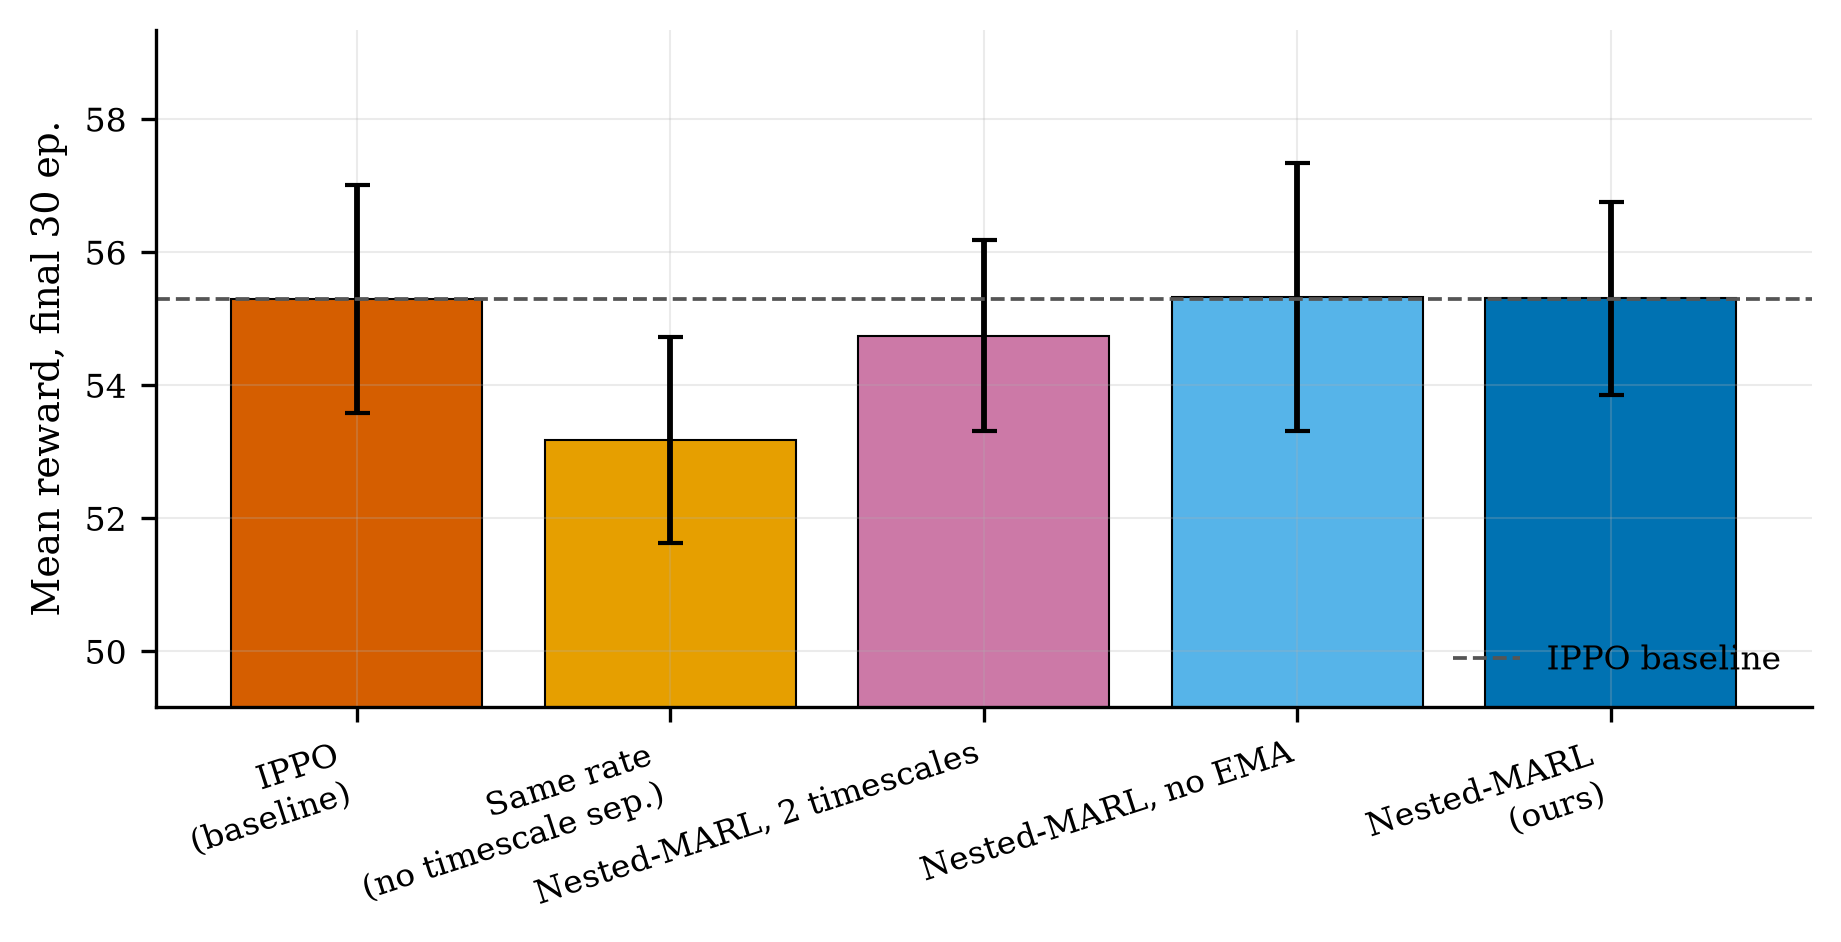 Mean reward, final 30 ep.
58
56
54
52
50
IPPO baseline
IPPO
(baseline)
Same rate
(no timescale sep.)
Nested-MARL, 2 timescales
Nested-MARL, no EMA
Nested-MARL
(ours)